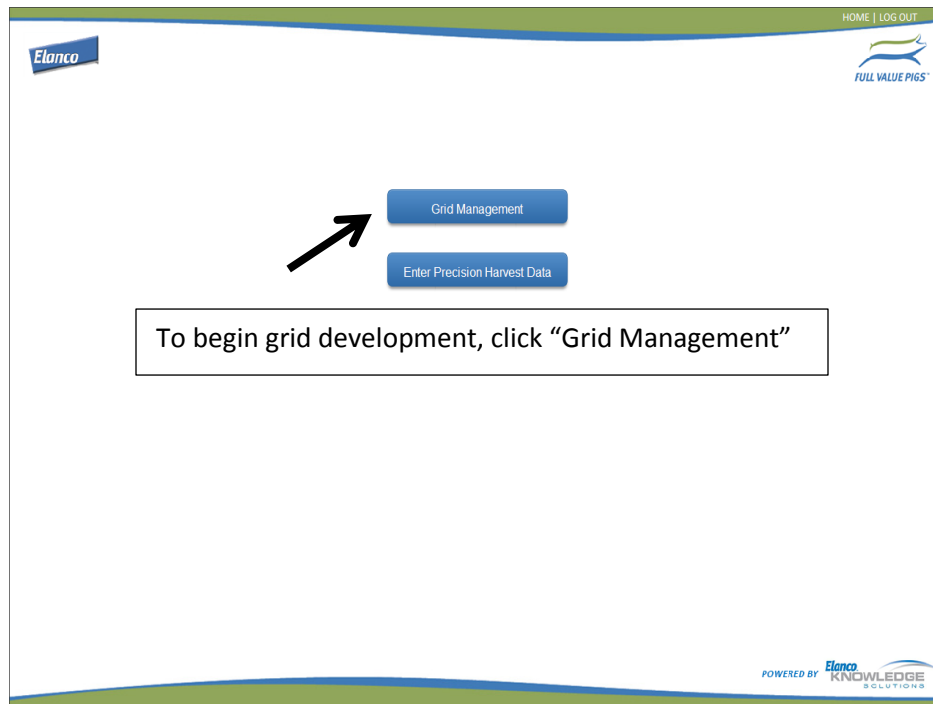 HOME | LOG OUT
Elanco
FULL VALUE PIGS™
Grid Management
Enter Precision Harvest Data
To begin grid development, click “Grid Management”
POWERED BY Elanco
KNOWLEDGE
SOLUTIONS